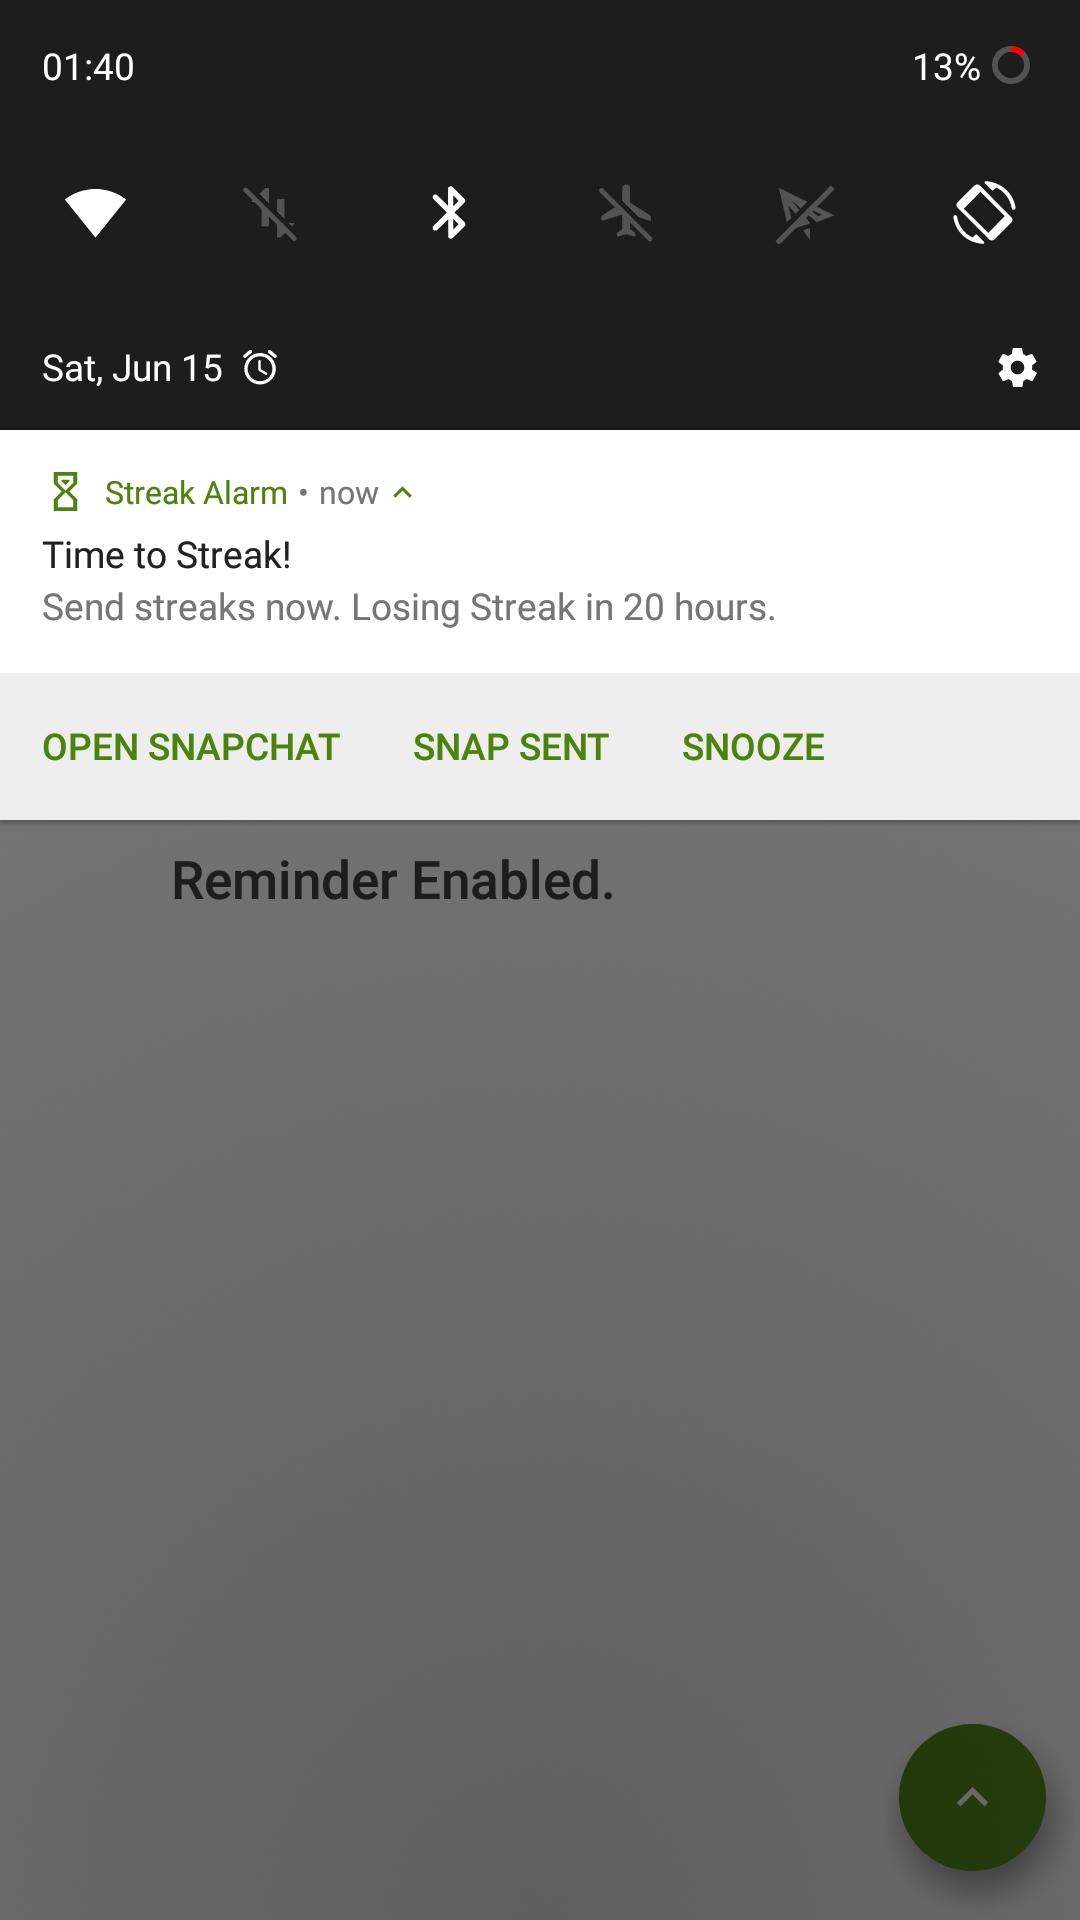 01:40 13%
Sat, Jun 15
Streak Alarm • now
Time to Streak!
Send streaks now. Losing Streak in 20 hours.
OPEN SNAPCHAT SNAP SENT SNOOZE
Reminder Enabled.